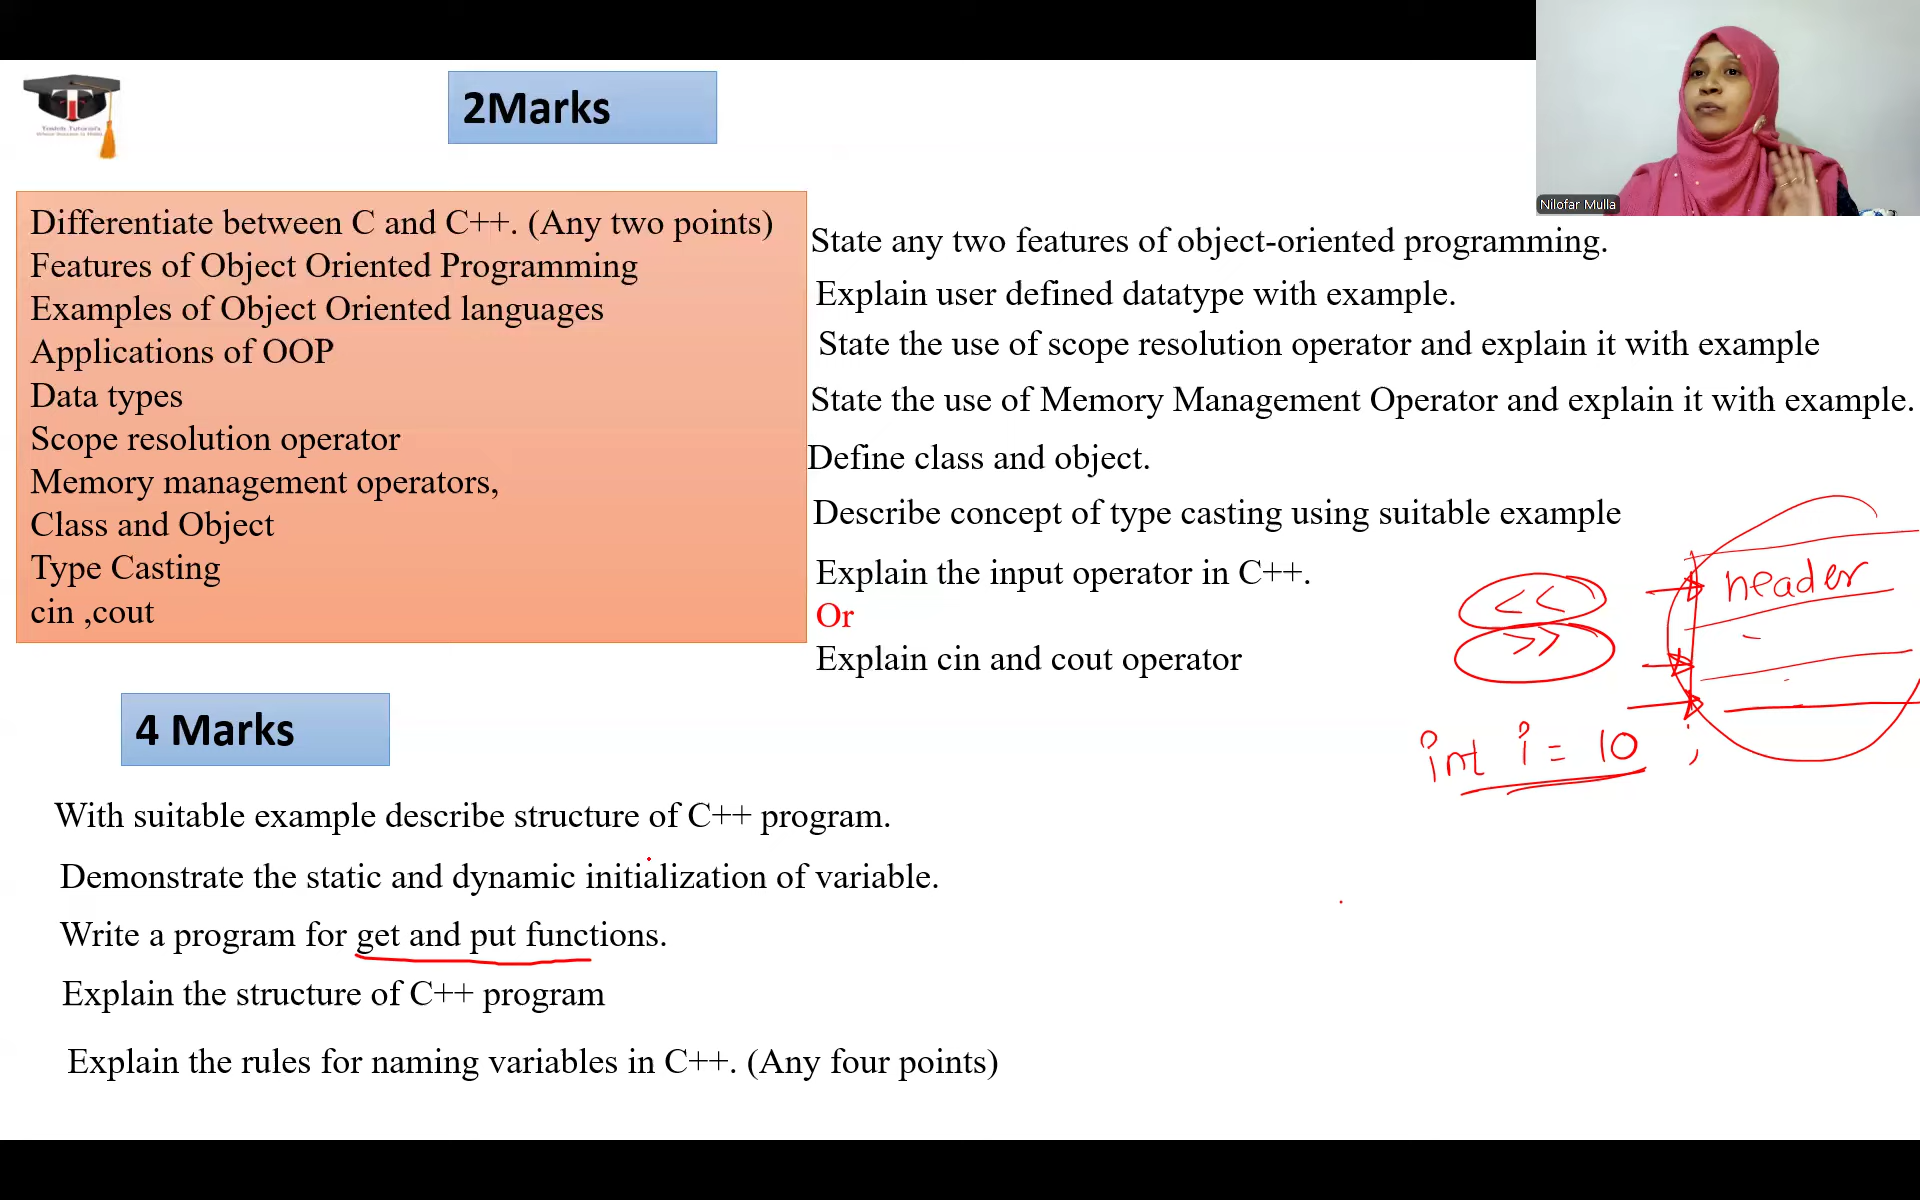 2Marks
Yashih Tutorial's
Nilofar Mulla
Differentiate between C and C++. (Any two points)
Features of Object Oriented Programming
Examples of Object Oriented languages
Applications of OOP
Data types
Scope resolution operator
Memory management operators,
Class and Object
Type Casting
cin ,cout
State any two features of object-oriented programming.
Explain user defined datatype with example.
State the use of scope resolution operator and explain it with example
State the use of Memory Management Operator and explain it with example.
Define class and object.
Describe concept of type casting using suitable example
Explain the input operator in C++.
Or
Explain cin and cout operator
<<
>>
header
int i = 10 ;
4 Marks
With suitable example describe structure of C++ program.
Demonstrate the static and dynamic initialization of variable.
Write a program for get and put functions.
Explain the structure of C++ program
Explain the rules for naming variables in C++. (Any four points)